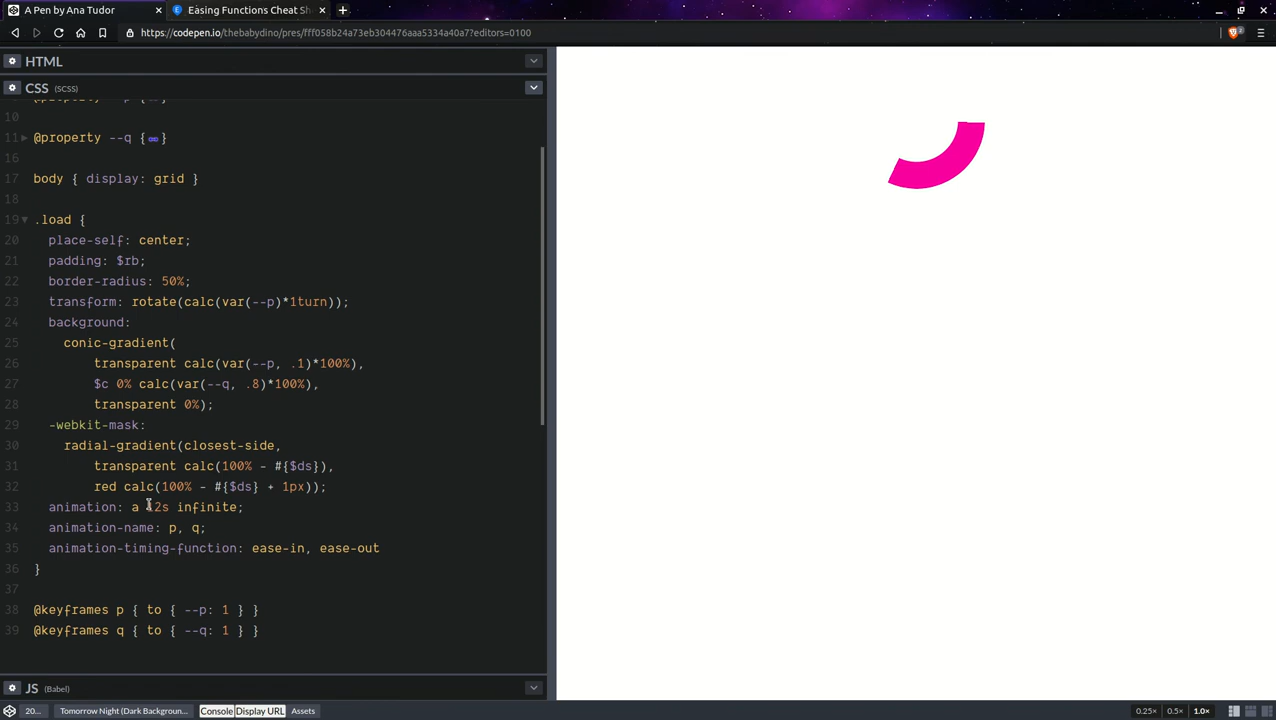 A Pen by Ana Tudor
Easing Functions Cheat Sh
https://codepen.io/thebabydino/pres/fff058b24a73eb304476aaa5334a40a7?editors=0100
2
HTML
CSS (SCSS)
10
11 @property --q { }
16
17 body { display: grid }
18
19 .load {
20 place-self: center;
21 padding: $rb;
22 border-radius: 50%;
23 transform: rotate(calc(var(--p)*1turn));
24 background:
25 conic-gradient(
26 transparent calc(var(--p, .1)*100%),
27 $c 0% calc(var(--q, .8)*100%),
28 transparent 0%);
29 -webkit-mask:
30 radial-gradient(closest-side,
31 transparent calc(100% - #{$ds}),
32 red calc(100% - #{$ds} + 1px));
33 animation: a 12s infinite;
34 animation-name: p, q;
35 animation-timing-function: ease-in, ease-out
36 }
37
38 @keyframes p { to { --p: 1 } }
39 @keyframes q { to { --q: 1 } }
JS (Babel)
20... Tomorrow Night (Dark Backgroun... Console Display URL Assets 0.25× 0.5× 1.0×